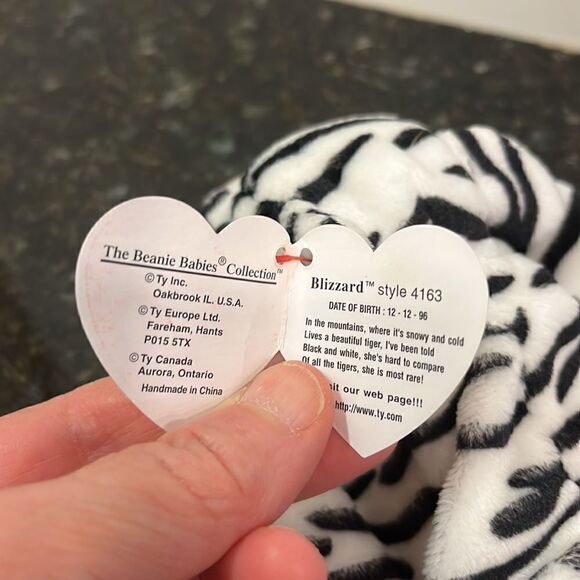 The Beanie Babies® Collection™
©Ty Inc.
Oakbrook IL. U.S.A.
©Ty Europe Ltd.
Fareham, Hants
P015 5TX
©Ty Canada
Aurora, Ontario
Handmade in China
Blizzard™ style 4163
DATE OF BIRTH : 12 - 12 - 96
In the mountains, where it's snowy and cold
Lives a beautiful tiger, I've been told
Black and white, she's hard to compare
Of all the tigers, she is most rare!
it our web page!!!
http://www.ty.com